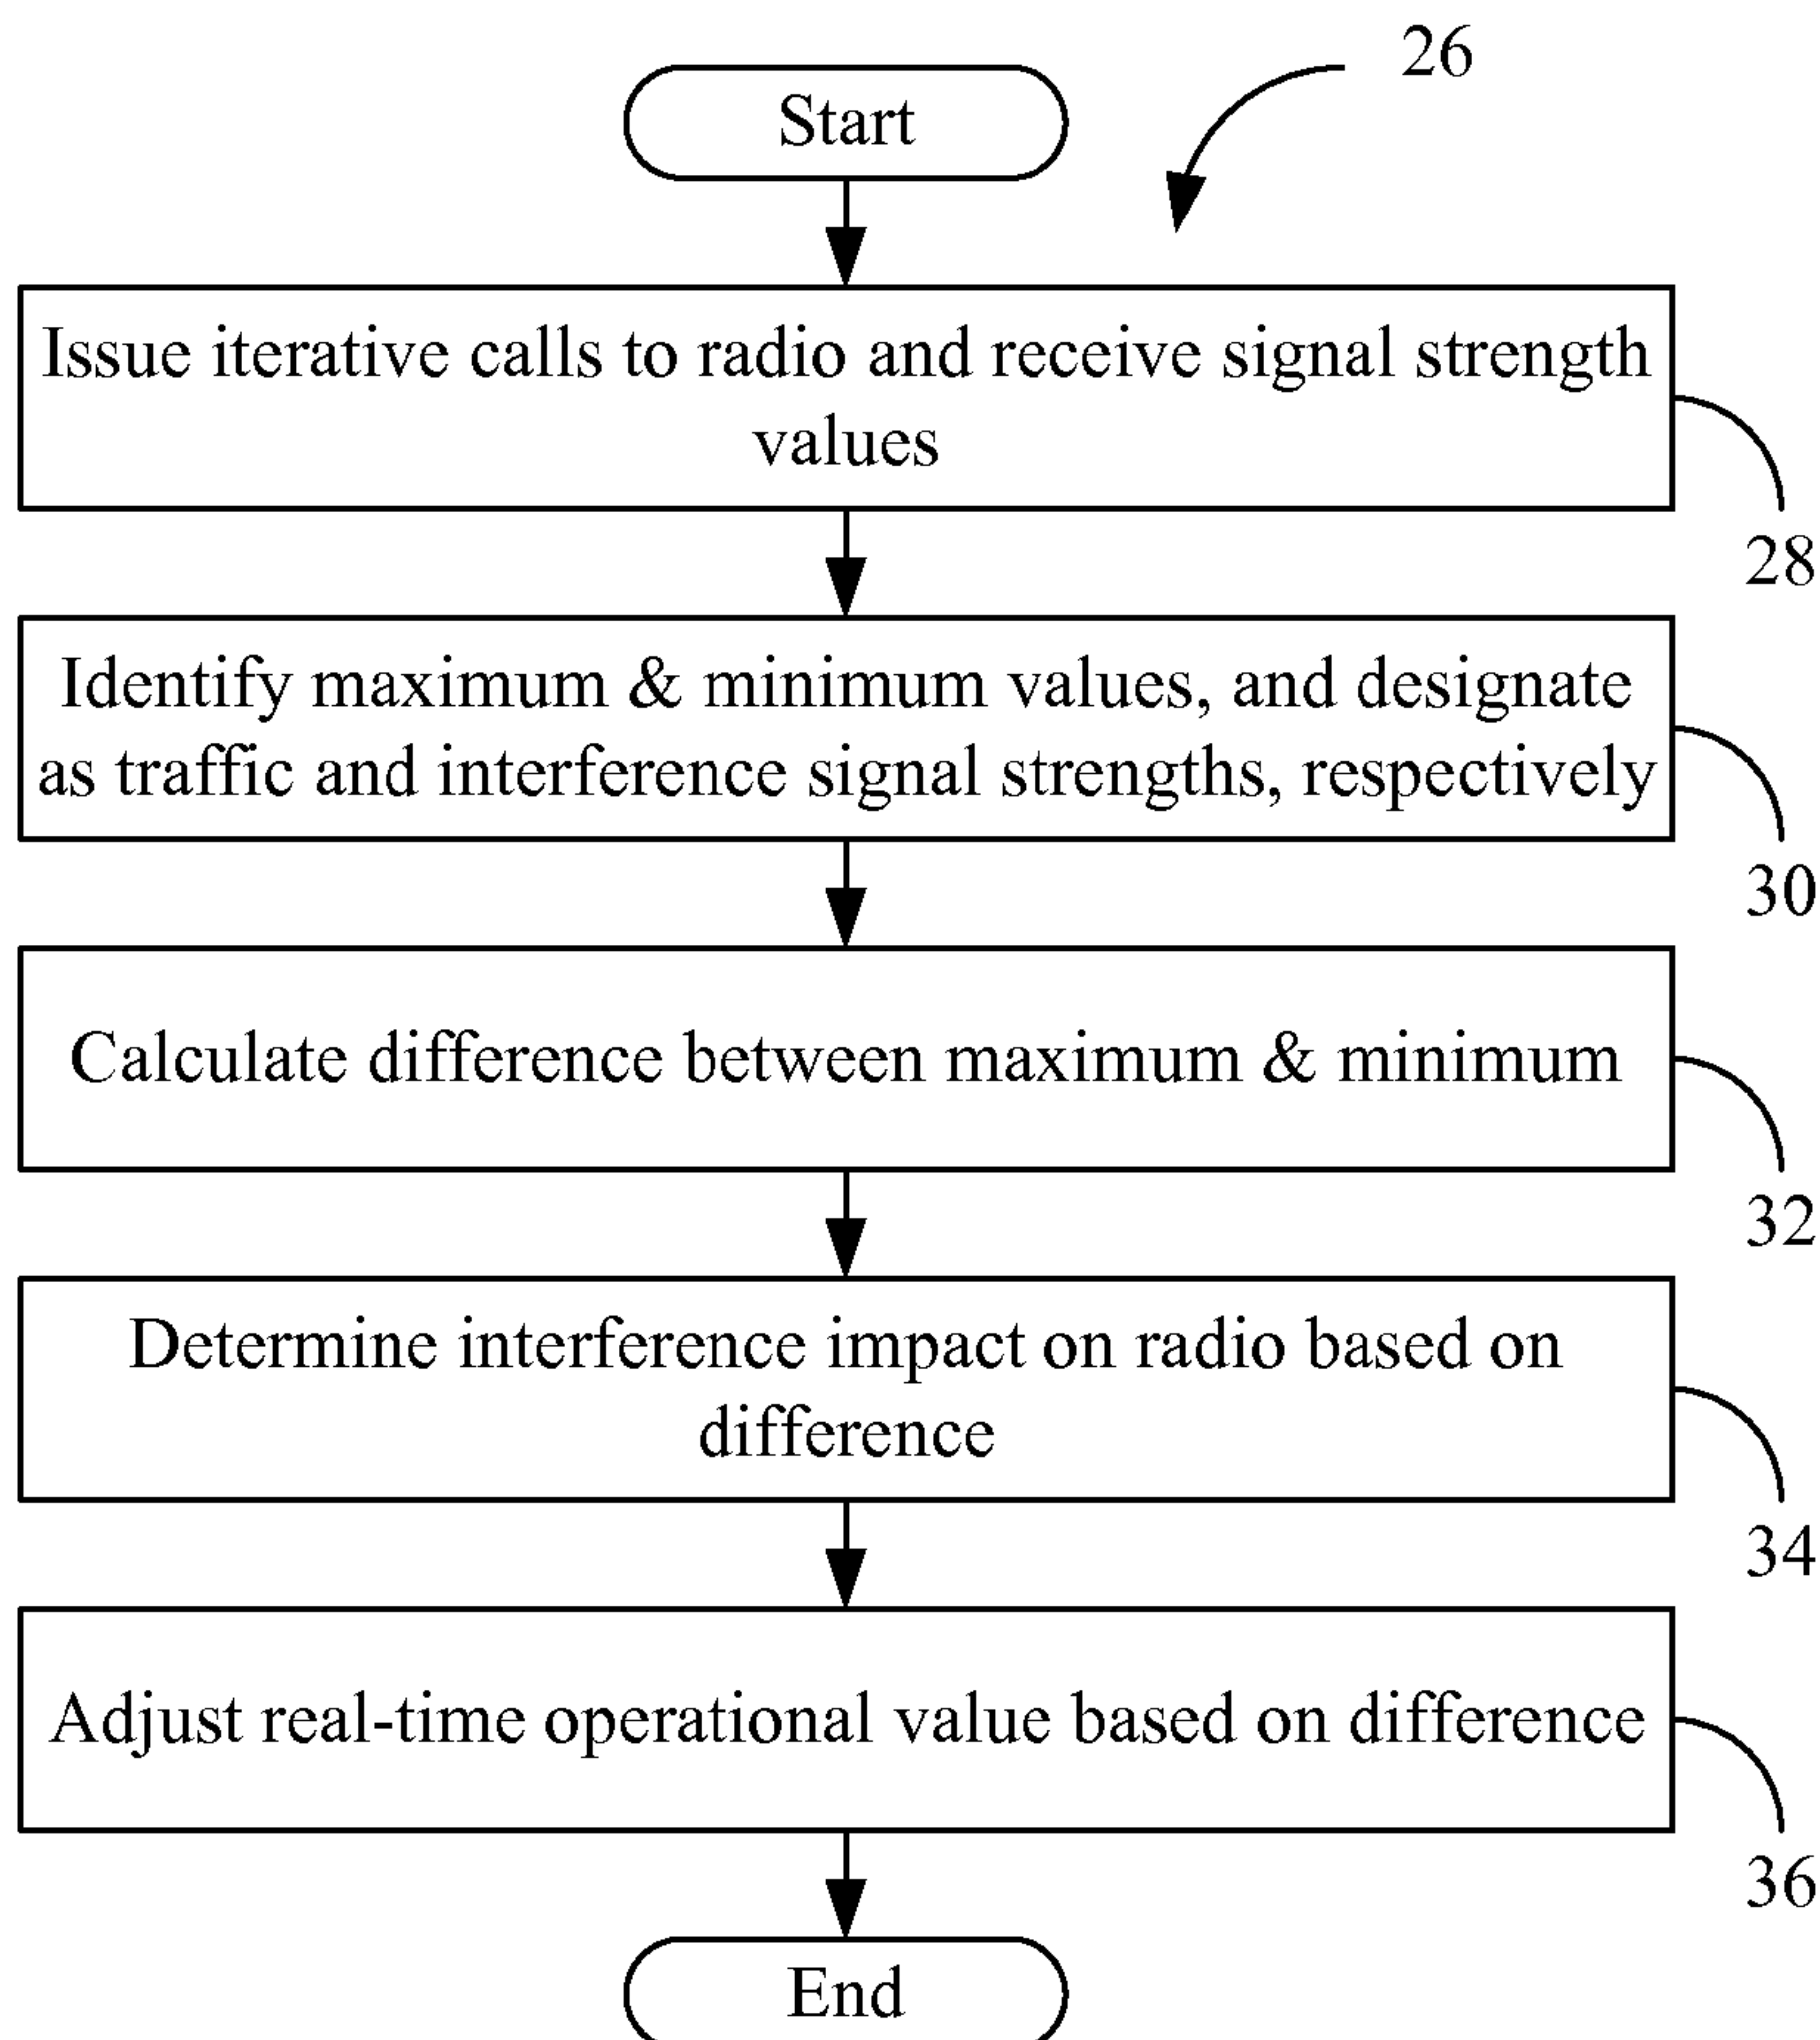 26
Start
Issue iterative calls to radio and receive signal strength
values
28
Identify maximum & minimum values, and designate
as traffic and interference signal strengths, respectively
30
Calculate difference between maximum & minimum
32
Determine interference impact on radio based on
difference
34
Adjust real-time operational value based on difference
36
End